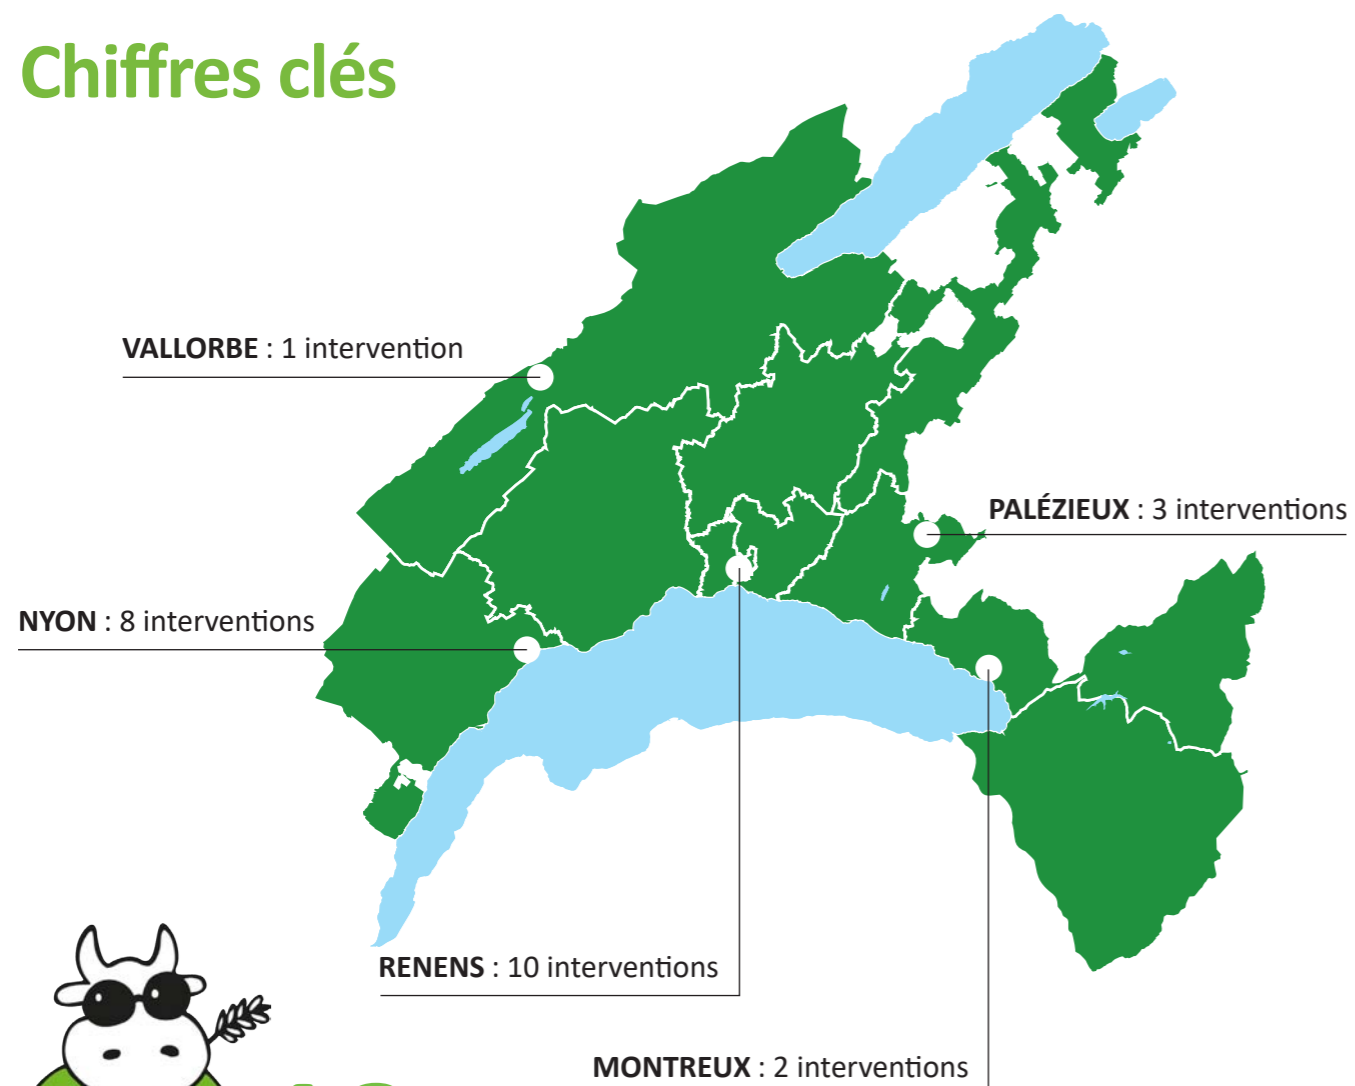 Chiffres clés
VALLORBE : 1 intervention
PALÉZIEUX : 3 interventions
NYON : 8 interventions
RENENS : 10 interventions
MONTREUX : 2 interventions